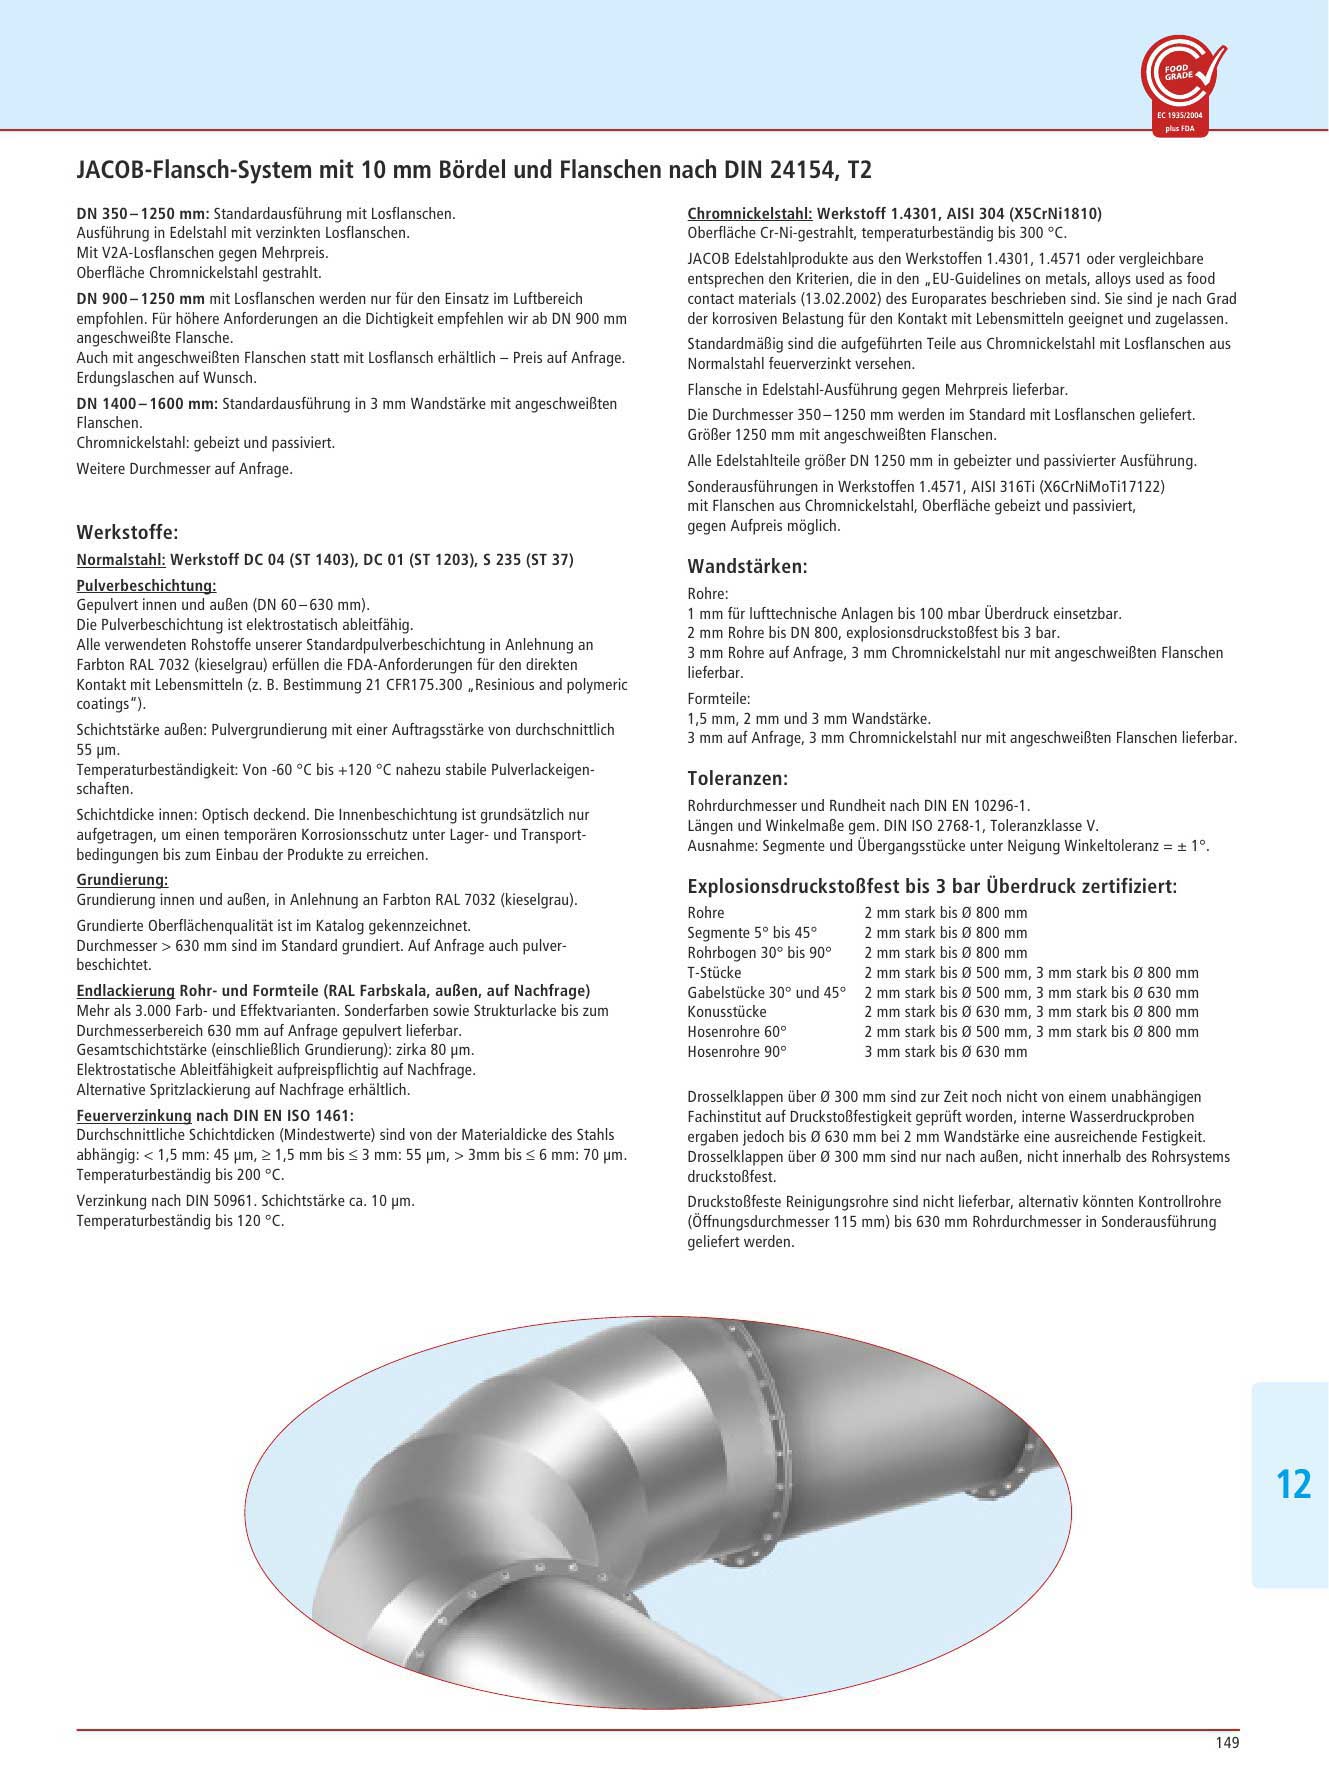 FOOD
GRADE
EC 1935/2004
plus FDA
JACOB-Flansch-System mit 10 mm Bördel und Flanschen nach DIN 24154, T2
DN 350–1250 mm: Standardausführung mit Losflanschen.
Ausführung in Edelstahl mit verzinkten Losflanschen.
Mit V2A-Losflanschen gegen Mehrpreis.
Oberfläche Chromnickelstahl gestrahlt.
DN 900–1250 mm mit Losflanschen werden nur für den Einsatz im Luftbereich
empfohlen. Für höhere Anforderungen an die Dichtigkeit empfehlen wir ab DN 900 mm
angeschweißte Flansche.
Auch mit angeschweißten Flanschen statt mit Losflansch erhältlich – Preis auf Anfrage.
Erdungslaschen auf Wunsch.
DN 1400–1600 mm: Standardausführung in 3 mm Wandstärke mit angeschweißten
Flanschen.
Chromnickelstahl: gebeizt und passiviert.
Weitere Durchmesser auf Anfrage.
Werkstoffe:
Normalstahl: Werkstoff DC 04 (ST 1403), DC 01 (ST 1203), S 235 (ST 37)
Pulverbeschichtung:
Gepulvert innen und außen (DN 60–630 mm).
Die Pulverbeschichtung ist elektrostatisch ableitfähig.
Alle verwendeten Rohstoffe unserer Standardpulverbeschichtung in Anlehnung an
Farbton RAL 7032 (kieselgrau) erfüllen die FDA-Anforderungen für den direkten
Kontakt mit Lebensmitteln (z. B. Bestimmung 21 CFR175.300 „Resinious and polymeric
coatings“).
Schichtstärke außen: Pulvergrundierung mit einer Auftragsstärke von durchschnittlich
55 µm.
Temperaturbeständigkeit: Von -60 °C bis +120 °C nahezu stabile Pulverlackeigen-
schaften.
Schichtdicke innen: Optisch deckend. Die Innenbeschichtung ist grundsätzlich nur
aufgetragen, um einen temporären Korrosionsschutz unter Lager- und Transport-
bedingungen bis zum Einbau der Produkte zu erreichen.
Grundierung:
Grundierung innen und außen, in Anlehnung an Farbton RAL 7032 (kieselgrau).
Grundierte Oberflächenqualität ist im Katalog gekennzeichnet.
Durchmesser > 630 mm sind im Standard grundiert. Auf Anfrage auch pulver-
beschichtet.
Endlackierung Rohr- und Formteile (RAL Farbskala, außen, auf Nachfrage)
Mehr als 3.000 Farb- und Effektvarianten. Sonderfarben sowie Strukturlacke bis zum
Durchmesserbereich 630 mm auf Anfrage gepulvert lieferbar.
Gesamtschichtstärke (einschließlich Grundierung): zirka 80 µm.
Elektrostatische Ableitfähigkeit aufpreispflichtig auf Nachfrage.
Alternative Spritzlackierung auf Nachfrage erhältlich.
Feuerverzinkung nach DIN EN ISO 1461:
Durchschnittliche Schichtdicken (Mindestwerte) sind von der Materialdicke des Stahls
abhängig: < 1,5 mm: 45 µm, ≥ 1,5 mm bis ≤ 3 mm: 55 µm, > 3mm bis ≤ 6 mm: 70 µm.
Temperaturbeständig bis 200 °C.
Verzinkung nach DIN 50961. Schichtstärke ca. 10 µm.
Temperaturbeständig bis 120 °C.
Chromnickelstahl: Werkstoff 1.4301, AISI 304 (X5CrNi1810)
Oberfläche Cr-Ni-gestrahlt, temperaturbeständig bis 300 °C.
JACOB Edelstahlprodukte aus den Werkstoffen 1.4301, 1.4571 oder vergleichbare
entsprechen den Kriterien, die in den „EU-Guidelines on metals, alloys used as food
contact materials (13.02.2002) des Europarates beschrieben sind. Sie sind je nach Grad
der korrosiven Belastung für den Kontakt mit Lebensmitteln geeignet und zugelassen.
Standardmäßig sind die aufgeführten Teile aus Chromnickelstahl mit Losflanschen aus
Normalstahl feuerverzinkt versehen.
Flansche in Edelstahl-Ausführung gegen Mehrpreis lieferbar.
Die Durchmesser 350–1250 mm werden im Standard mit Losflanschen geliefert.
Größer 1250 mm mit angeschweißten Flanschen.
Alle Edelstahlteile größer DN 1250 mm in gebeizter und passivierter Ausführung.
Sonderausführungen in Werkstoffen 1.4571, AISI 316Ti (X6CrNiMoTi17122)
mit Flanschen aus Chromnickelstahl, Oberfläche gebeizt und passiviert,
gegen Aufpreis möglich.
Wandstärken:
Rohre:
1 mm für lufttechnische Anlagen bis 100 mbar Überdruck einsetzbar.
2 mm Rohre bis DN 800, explosionsdruckstoßfest bis 3 bar.
3 mm Rohre auf Anfrage, 3 mm Chromnickelstahl nur mit angeschweißten Flanschen
lieferbar.
Formteile:
1,5 mm, 2 mm und 3 mm Wandstärke.
3 mm auf Anfrage, 3 mm Chromnickelstahl nur mit angeschweißten Flanschen lieferbar.
Toleranzen:
Rohrdurchmesser und Rundheit nach DIN EN 10296-1.
Längen und Winkelmaße gem. DIN ISO 2768-1, Toleranzklasse V.
Ausnahme: Segmente und Übergangsstücke unter Neigung Winkeltoleranz = ± 1°.
Explosionsdruckstoßfest bis 3 bar Überdruck zertifiziert:
Rohre 2 mm stark bis Ø 800 mm
Segmente 5° bis 45° 2 mm stark bis Ø 800 mm
Rohrbogen 30° bis 90° 2 mm stark bis Ø 800 mm
T-Stücke 2 mm stark bis Ø 500 mm, 3 mm stark bis Ø 800 mm
Gabelstücke 30° und 45° 2 mm stark bis Ø 500 mm, 3 mm stark bis Ø 630 mm
Konusstücke 2 mm stark bis Ø 630 mm, 3 mm stark bis Ø 800 mm
Hosenrohre 60° 2 mm stark bis Ø 500 mm, 3 mm stark bis Ø 800 mm
Hosenrohre 90° 3 mm stark bis Ø 630 mm
Drosselklappen über Ø 300 mm sind zur Zeit noch nicht von einem unabhängigen
Fachinstitut auf Druckstoßfestigkeit geprüft worden, interne Wasserdruckproben
ergaben jedoch bis Ø 630 mm bei 2 mm Wandstärke eine ausreichende Festigkeit.
Drosselklappen über Ø 300 mm sind nur nach außen, nicht innerhalb des Rohrsystems
druckstoßfest.
Druckstoßfeste Reinigungsrohre sind nicht lieferbar, alternativ könnten Kontrollrohre
(Öffnungsdurchmesser 115 mm) bis 630 mm Rohrdurchmesser in Sonderausführung
geliefert werden.
12
149